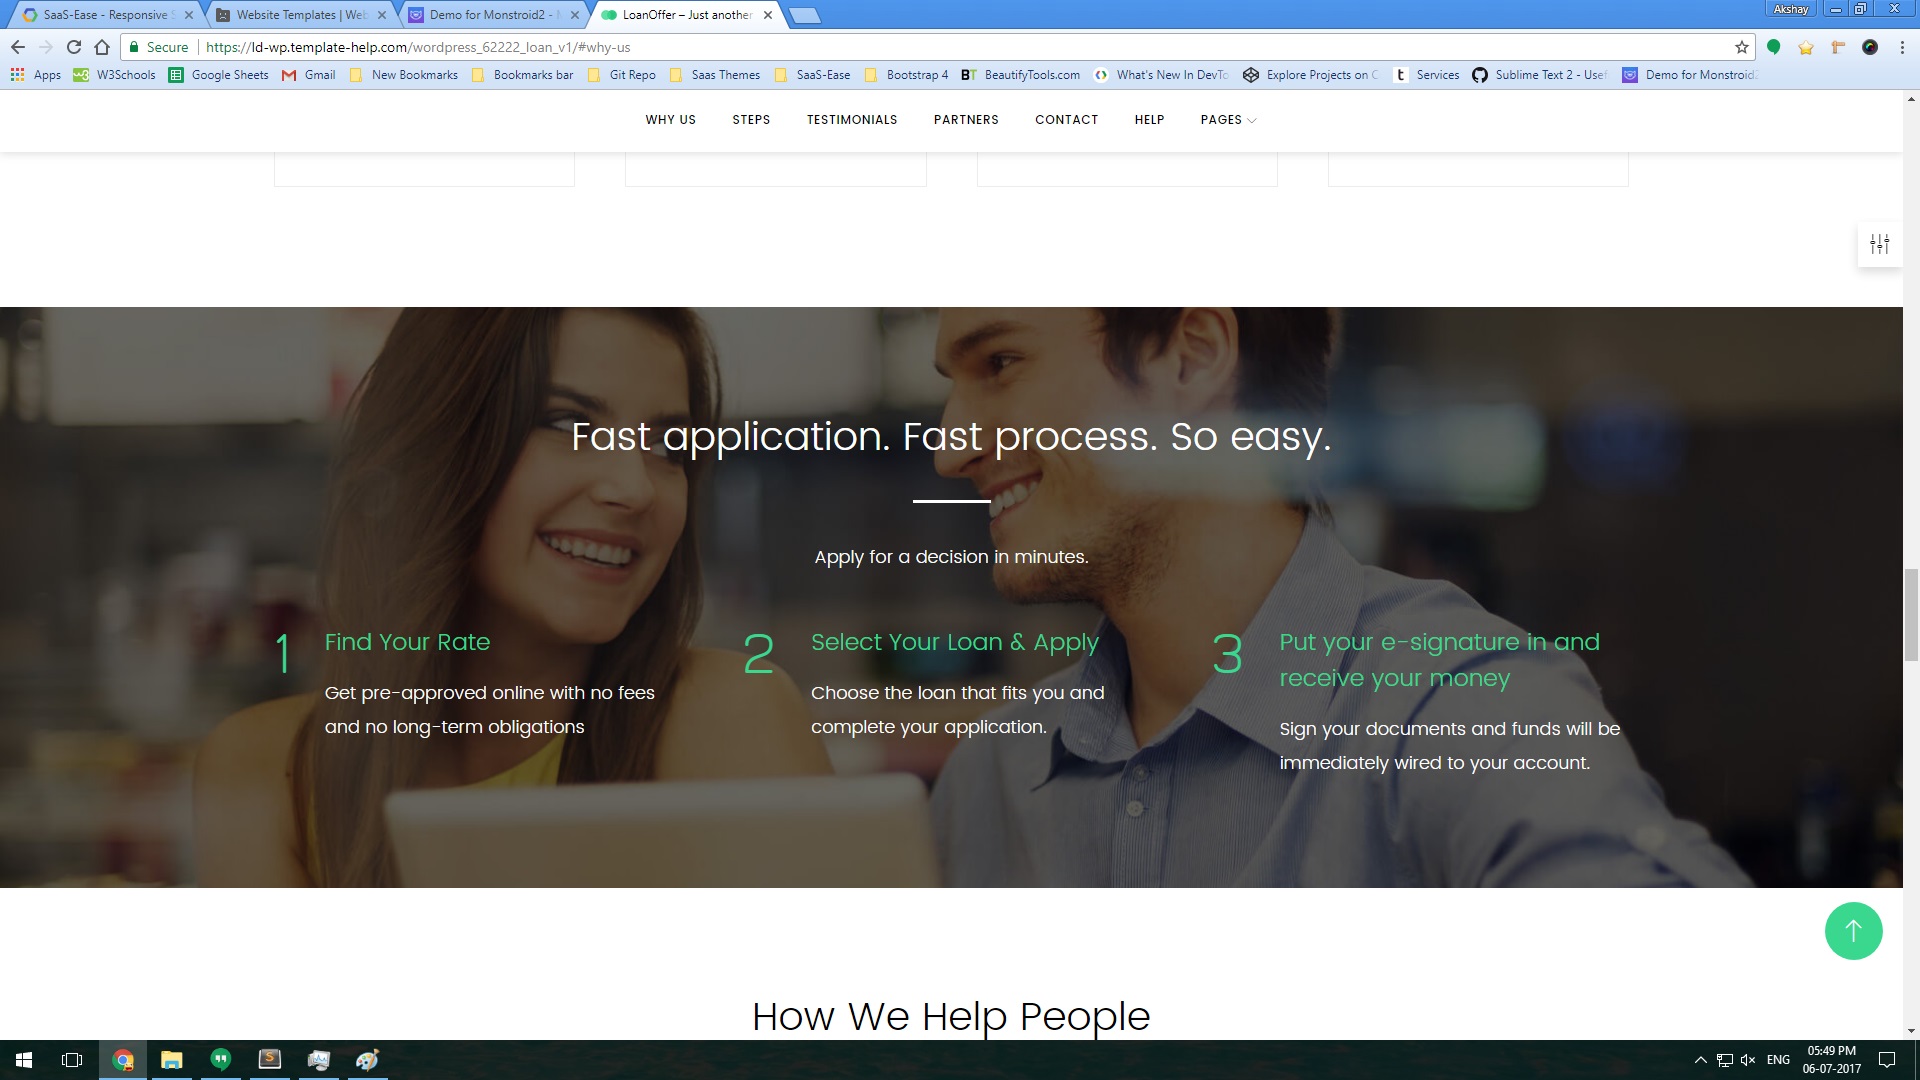 SaaS-Ease - Responsive S
Website Templates | Web
Demo for Monstroid2 - M
LoanOffer – Just another
Akshay
Secure
https://ld-wp.template-help.com/wordpress_62222_loan_v1/#why-us
Apps
W3Schools
Google Sheets
Gmail
New Bookmarks
Bookmarks bar
Git Repo
Saas Themes
SaaS-Ease
Bootstrap 4
BT
BeautifyTools.com
What's New In DevTo
Explore Projects on C
t
Services
Sublime Text 2 - Usef
Demo for Monstroid2
WHY US
STEPS
TESTIMONIALS
PARTNERS
CONTACT
HELP
PAGES
Fast application. Fast process. So easy.
Apply for a decision in minutes.
1
Find Your Rate
Get pre-approved online with no fees
and no long-term obligations
2
Select Your Loan & Apply
Choose the loan that fits you and
complete your application.
3
Put your e-signature in and
receive your money
Sign your documents and funds will be
immediately wired to your account.
How We Help People
ENG
05:49 PM
06-07-2017